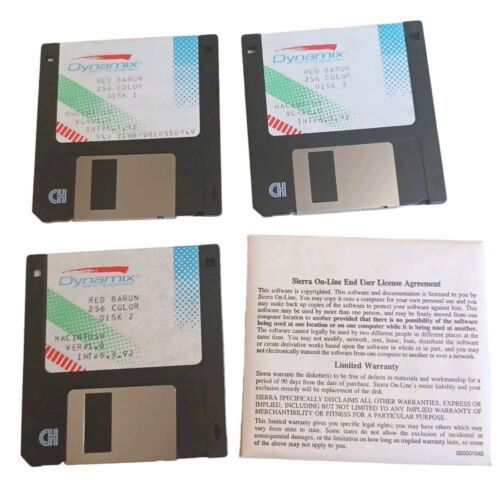 Dynamix
RED BARON
256 COLOR
DISK 1
MACINTOSH
INT#6.3.92
Dynamix
RED BARON
256 COLOR
DISK 3
MACINTOSH
Dynamix
RED BARON
256 COLOR
DISK 2
MACINTOSH
INT#6.3.92
CH
CH
CH
Sierra On-Line End User License Agreement
This software is copyrighted. This software and documentation is licensed to you by
Sierra On-Line. You may copy it onto a computer for your own personal use and you
may make back up copies of the software to protect your software against loss. This
software may be used by more than one person, and may be freely moved from one
computer location to another provided that there is no possibility of the software
being used at one location or on one computer while it is being used at another.
The software cannot legally be used by two different people in different places at the
same time. You may not modify, network, rent, lease, loan, distribute the software
or create derivative works based upon the software in whole or in part, and you may
not electronically transmit the software from one computer to another or over a network.
Limited Warranty
Sierra warrants the diskette(s) to be free of defects in materials and workmanship for a
period of 90 days from the date of purchase. Sierra On-Line's entire liability and your
exclusive remedy will be replacement of the disk.
SIERRA SPECIFICALLY DISCLAIMS ALL OTHER WARRANTIES, EXPRESS OR
IMPLIED, INCLUDING BUT NOT LIMITED TO ANY IMPLIED WARRANTY OF
MERCHANTIBILITY OR FITNESS FOR A PARTICULAR PURPOSE.
This limited warranty gives you specific legal rights; you may have others which may
vary from state to state. Some states do not allow the exclusion of incidental or
consequential damages, or the limitation on how long an implied warranty lasts, so some
of the above may not apply to you.
000001540